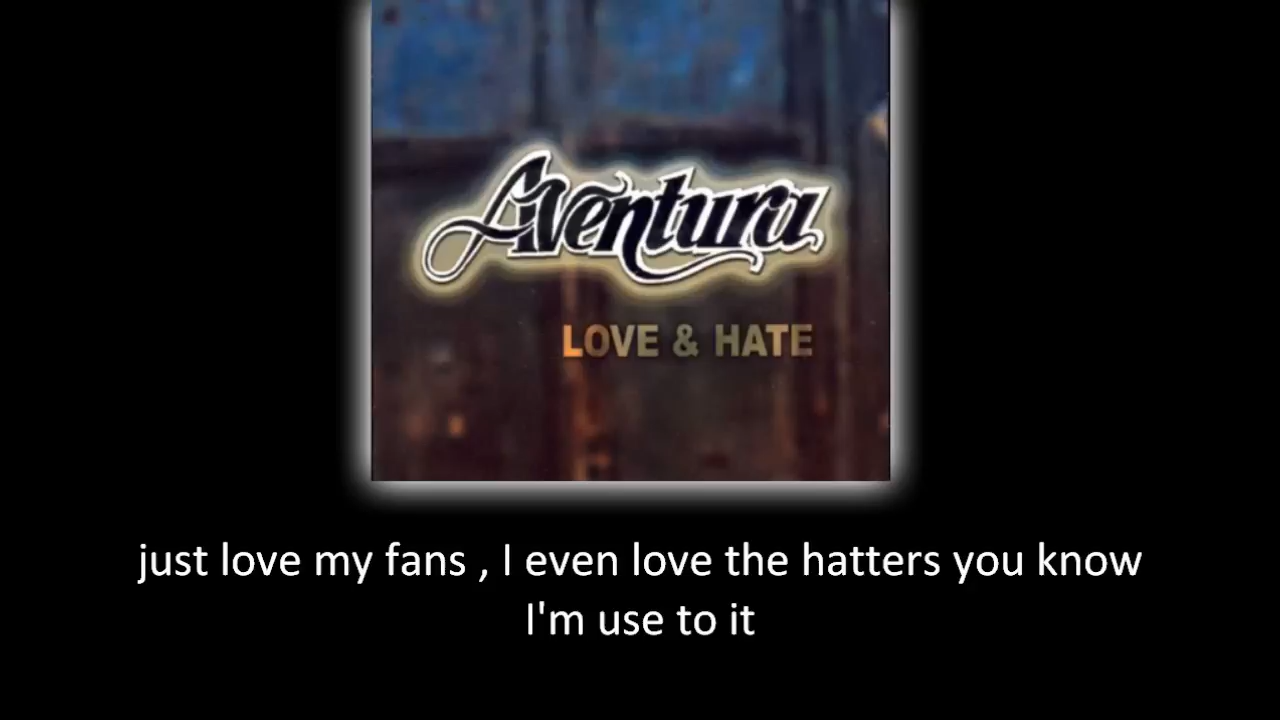 Aventura
LOVE & HATE
just love my fans , I even love the hatters you know
I'm use to it